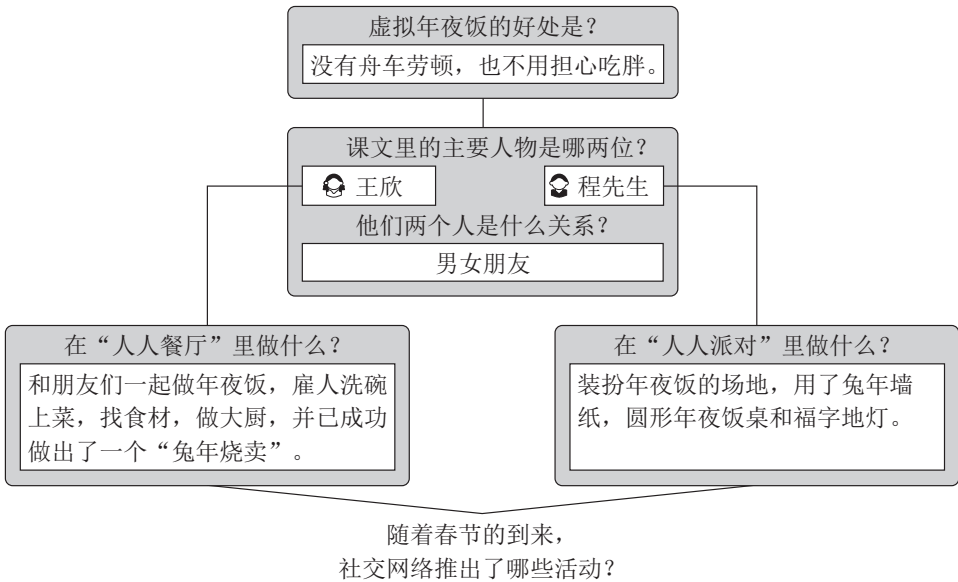 虚拟年夜饭的好处是？
没有舟车劳顿，也不用担心吃胖。
课文里的主要人物是哪两位？
王欣
程先生
他们两个人是什么关系？
男女朋友
在“人人餐厅”里做什么？
和朋友们一起做年夜饭，雇人洗碗
上菜，找食材，做大厨，并已成功
做出了一个“兔年烧卖”。
在“人人派对”里做什么？
装扮年夜饭的场地，用了兔年墙
纸，圆形年夜饭桌和福字地灯。
随着春节的到来，
社交网络推出了哪些活动？